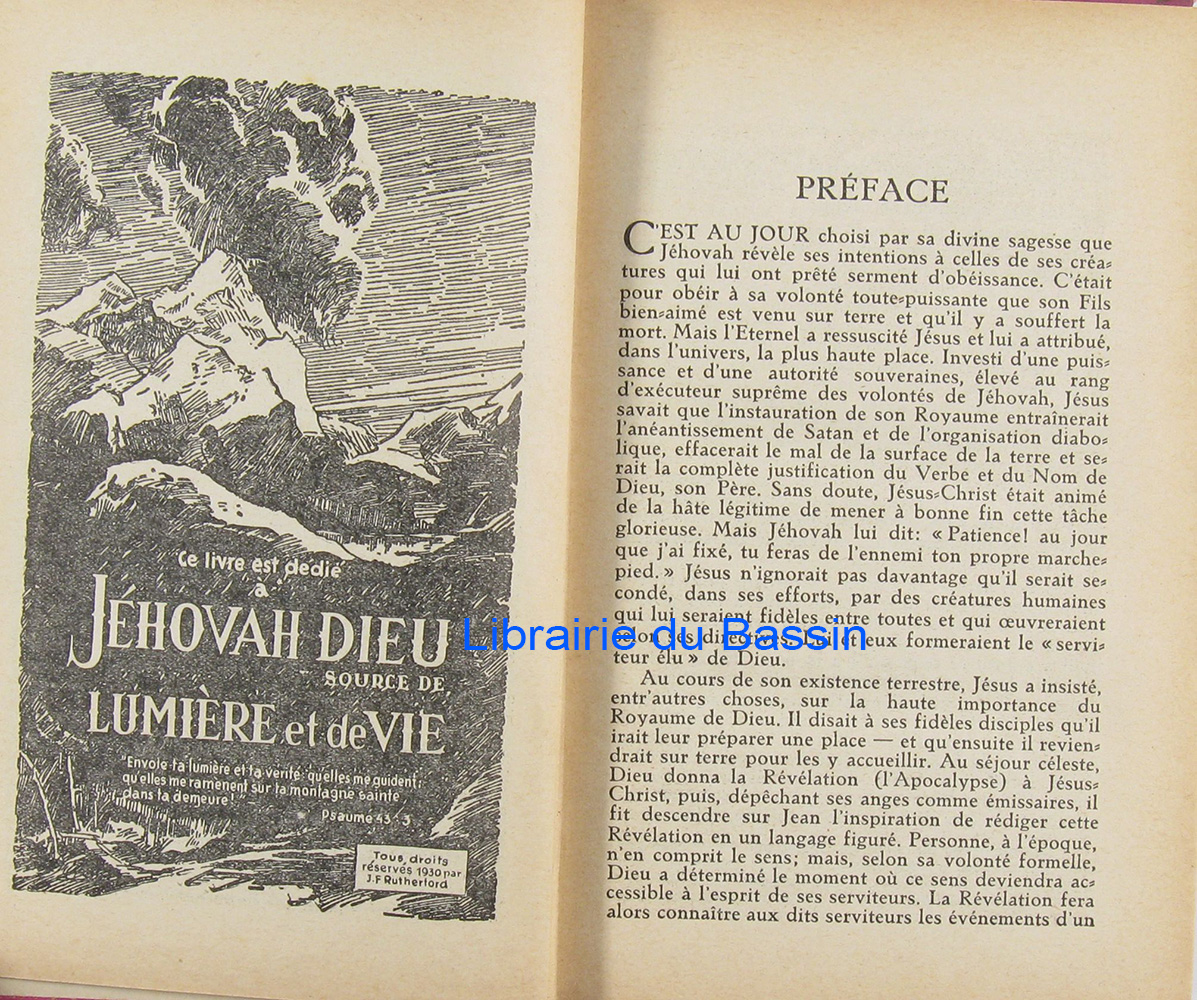 Ce livre est dédié
à
JÉHOVAH DIEU
SOURCE DE
LUMIÈRE et de VIE
"Envoie ta lumière et ta vérité: qu'elles me guident;
qu'elles me ramènent sur ta montagne sainte
dans ta demeure!"
Psaume 43:3
Tous droits
réservés 1930 par
J.F Rutherford
PRÉFACE
C'EST AU JOUR choisi par sa divine sagesse que
Jéhovah révèle ses intentions à celles de ses créa-
tures qui lui ont prêté serment d'obéissance. C'était
pour obéir à sa volonté toute-puissante que son Fils
bien-aimé est venu sur terre et qu'il y a souffert la
mort. Mais l'Eternel a ressuscité Jésus et lui a attribué,
dans l'univers, la plus haute place. Investi d'une puis-
sance et d'une autorité souveraines, élevé au rang
d'exécuteur suprême des volontés de Jéhovah, Jésus
savait que l'instauration de son Royaume entraînerait
l'anéantissement de Satan et de l'organisation diabo-
lique, effacerait le mal de la surface de la terre et se-
rait la complète justification du Verbe et du Nom de
Dieu, son Père. Sans doute, Jésus-Christ était animé
de la hâte légitime de mener à bonne fin cette tâche
glorieuse. Mais Jéhovah lui dit: « Patience! au jour
que j'ai fixé, tu feras de l'ennemi ton propre marche-
pied. » Jésus n'ignorait pas davantage qu'il serait se-
condé, dans ses efforts, par des créatures humaines
qui lui seraient fidèles entre toutes et qui œuvreraient
selon ses directives. Lui et eux formeraient le « servi-
teur élu » de Dieu.
Librairie du Bassin
Au cours de son existence terrestre, Jésus a insisté,
entr'autres choses, sur la haute importance du
Royaume de Dieu. Il disait à ses fidèles disciples qu'il
irait leur préparer une place — et qu'ensuite il revien-
drait sur terre pour les y accueillir. Au séjour céleste,
Dieu donna la Révélation (l'Apocalypse) à Jésus-
Christ, puis, dépêchant ses anges comme émissaires, il
fit descendre sur Jean l'inspiration de rédiger cette
Révélation en un langage figuré. Personne, à l'époque,
n'en comprit le sens; mais, selon sa volonté formelle,
Dieu a déterminé le moment où ce sens deviendra ac-
cessible à l'esprit de ses serviteurs. La Révélation fera
alors connaître aux dits serviteurs les événements d'un